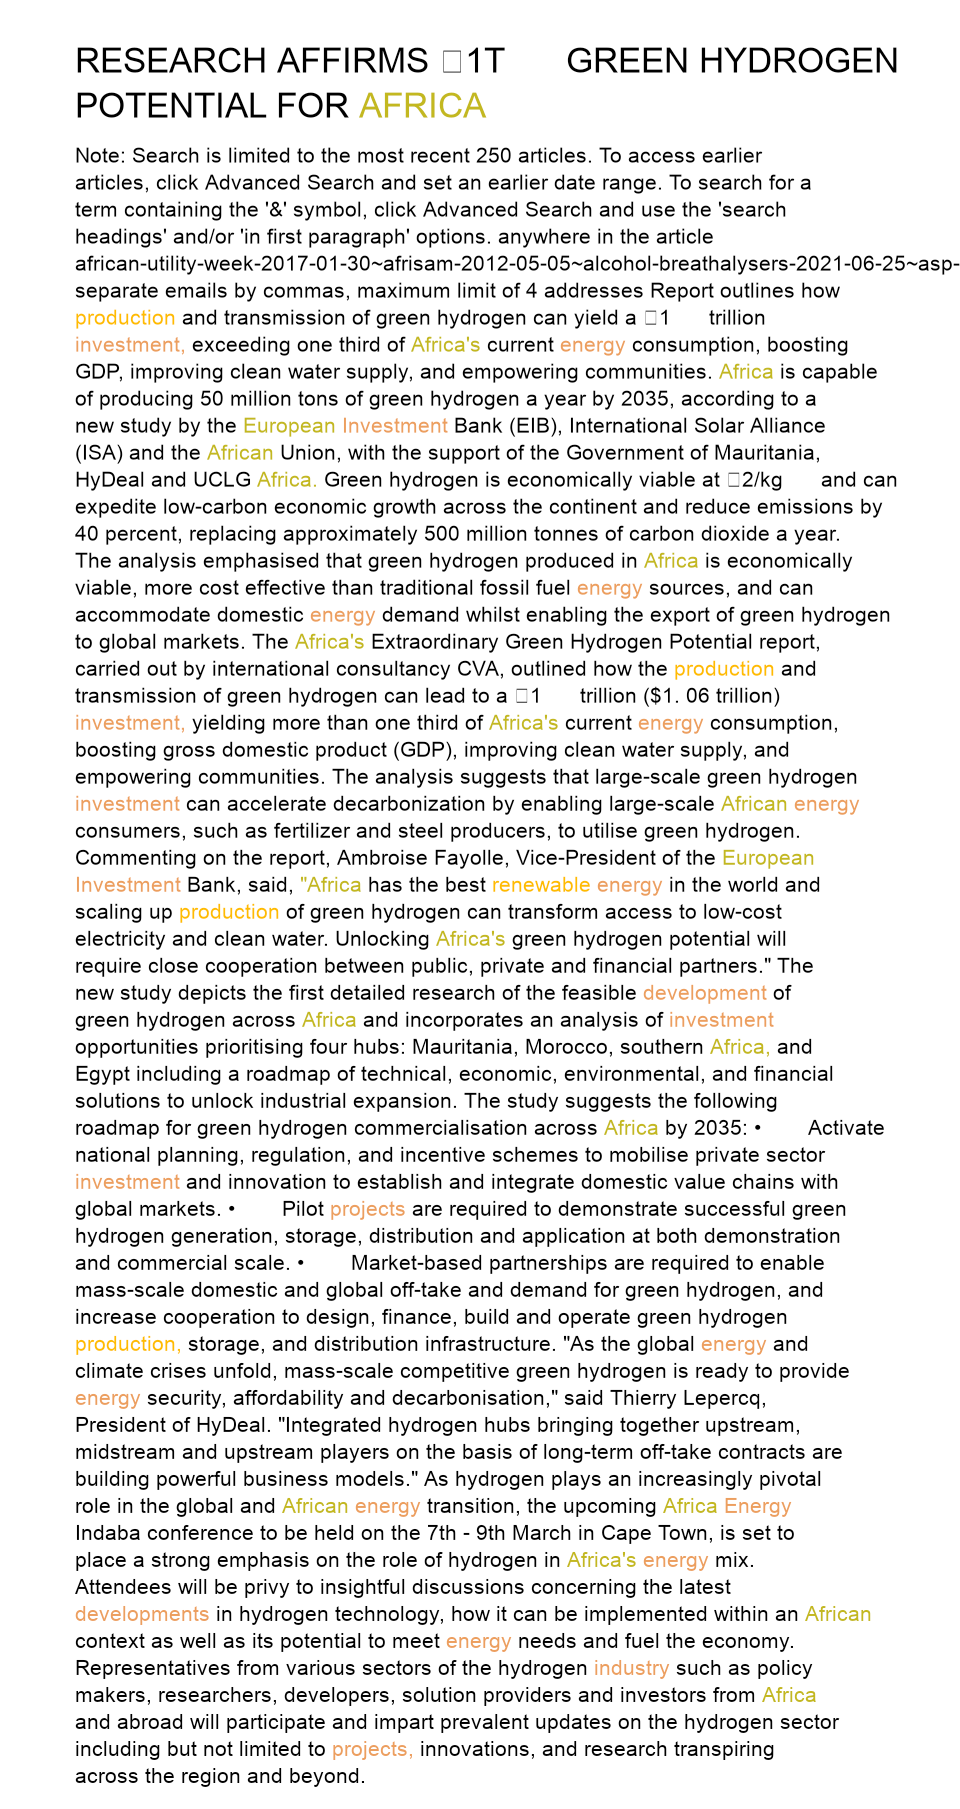 RESEARCH AFFIRMS □1T GREEN HYDROGEN
POTENTIAL FOR AFRICA
Note: Search is limited to the most recent 250 articles. To access earlier
articles, click Advanced Search and set an earlier date range. To search for a
term containing the '&' symbol, click Advanced Search and use the 'search
headings' and/or 'in first paragraph' options. anywhere in the article
african-utility-week-2017-01-30~afrisam-2012-05-05~alcohol-breathalysers-2021-06-25~asp-
separate emails by commas, maximum limit of 4 addresses Report outlines how
production and transmission of green hydrogen can yield a □1 trillion
investment, exceeding one third of Africa's current energy consumption, boosting
GDP, improving clean water supply, and empowering communities. Africa is capable
of producing 50 million tons of green hydrogen a year by 2035, according to a
new study by the European Investment Bank (EIB), International Solar Alliance
(ISA) and the African Union, with the support of the Government of Mauritania,
HyDeal and UCLG Africa. Green hydrogen is economically viable at □2/kg and can
expedite low-carbon economic growth across the continent and reduce emissions by
40 percent, replacing approximately 500 million tonnes of carbon dioxide a year.
The analysis emphasised that green hydrogen produced in Africa is economically
viable, more cost effective than traditional fossil fuel energy sources, and can
accommodate domestic energy demand whilst enabling the export of green hydrogen
to global markets. The Africa's Extraordinary Green Hydrogen Potential report,
carried out by international consultancy CVA, outlined how the production and
transmission of green hydrogen can lead to a □1 trillion ($1. 06 trillion)
investment, yielding more than one third of Africa's current energy consumption,
boosting gross domestic product (GDP), improving clean water supply, and
empowering communities. The analysis suggests that large-scale green hydrogen
investment can accelerate decarbonization by enabling large-scale African energy
consumers, such as fertilizer and steel producers, to utilise green hydrogen.
Commenting on the report, Ambroise Fayolle, Vice-President of the European
Investment Bank, said, "Africa has the best renewable energy in the world and
scaling up production of green hydrogen can transform access to low-cost
electricity and clean water. Unlocking Africa's green hydrogen potential will
require close cooperation between public, private and financial partners." The
new study depicts the first detailed research of the feasible development of
green hydrogen across Africa and incorporates an analysis of investment
opportunities prioritising four hubs: Mauritania, Morocco, southern Africa, and
Egypt including a roadmap of technical, economic, environmental, and financial
solutions to unlock industrial expansion. The study suggests the following
roadmap for green hydrogen commercialisation across Africa by 2035: • Activate
national planning, regulation, and incentive schemes to mobilise private sector
investment and innovation to establish and integrate domestic value chains with
global markets. • Pilot projects are required to demonstrate successful green
hydrogen generation, storage, distribution and application at both demonstration
and commercial scale. • Market-based partnerships are required to enable
mass-scale domestic and global off-take and demand for green hydrogen, and
increase cooperation to design, finance, build and operate green hydrogen
production, storage, and distribution infrastructure. "As the global energy and
climate crises unfold, mass-scale competitive green hydrogen is ready to provide
energy security, affordability and decarbonisation," said Thierry Lepercq,
President of HyDeal. "Integrated hydrogen hubs bringing together upstream,
midstream and upstream players on the basis of long-term off-take contracts are
building powerful business models." As hydrogen plays an increasingly pivotal
role in the global and African energy transition, the upcoming Africa Energy
Indaba conference to be held on the 7th - 9th March in Cape Town, is set to
place a strong emphasis on the role of hydrogen in Africa's energy mix.
Attendees will be privy to insightful discussions concerning the latest
developments in hydrogen technology, how it can be implemented within an African
context as well as its potential to meet energy needs and fuel the economy.
Representatives from various sectors of the hydrogen industry such as policy
makers, researchers, developers, solution providers and investors from Africa
and abroad will participate and impart prevalent updates on the hydrogen sector
including but not limited to projects, innovations, and research transpiring
across the region and beyond.